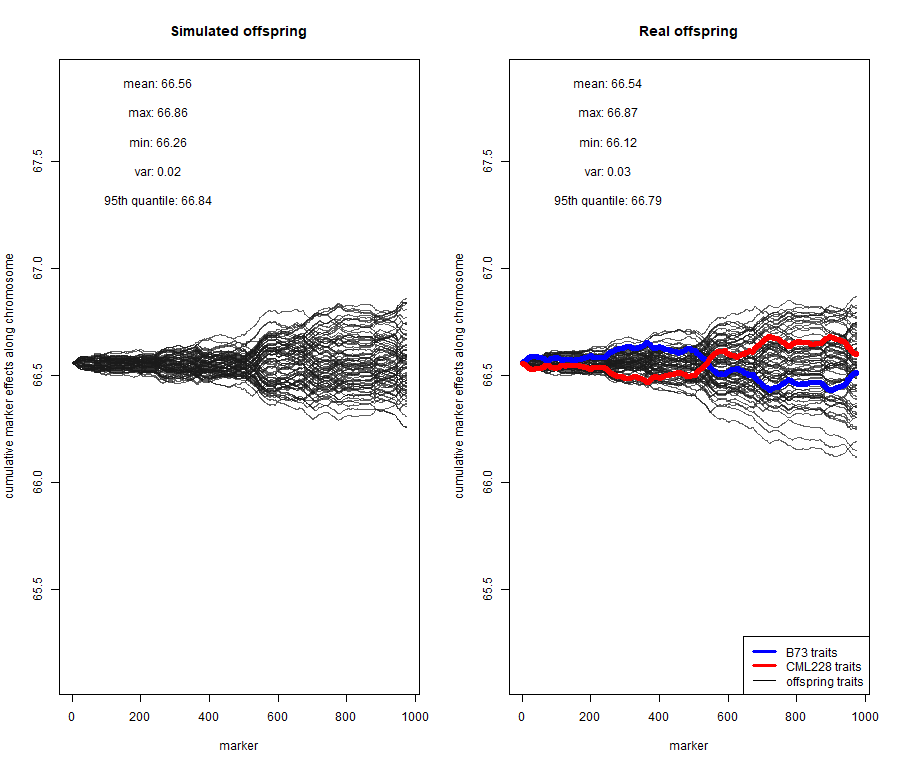 Simulated offspring
mean: 66.56
max: 66.86
min: 66.26
var: 0.02
95th quantile: 66.84
cumulative marker effects along chromosome
67.5
67.0
66.5
66.0
65.5
0 200 400 600 800 1000
marker
Real offspring
mean: 66.54
max: 66.87
min: 66.12
var: 0.03
95th quantile: 66.79
cumulative marker effects along chromosome
67.5
67.0
66.5
66.0
65.5
B73 traits
CML228 traits
offspring traits
0 200 400 600 800 1000
marker